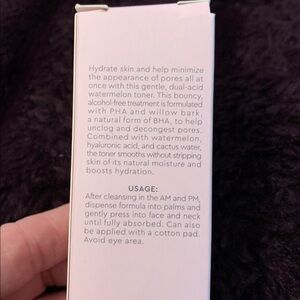 Hydrate skin and help minimize
the appearance of pores all at
once with this gentle, dual-acid
watermelon toner. This bouncy,
alcohol-free treatment is formulated
with PHA and willow bark,
a natural form of BHA, to help
unclog and decongest pores.
Combined with watermelon,
hyaluronic acid, and cactus water,
the toner smooths without stripping
skin of its natural moisture and
boosts hydration.
USAGE:
After cleansing in the AM and PM,
dispense formula into palms and
gently press into face and neck
until fully absorbed. Can also
be applied with a cotton pad.
Avoid eye area.